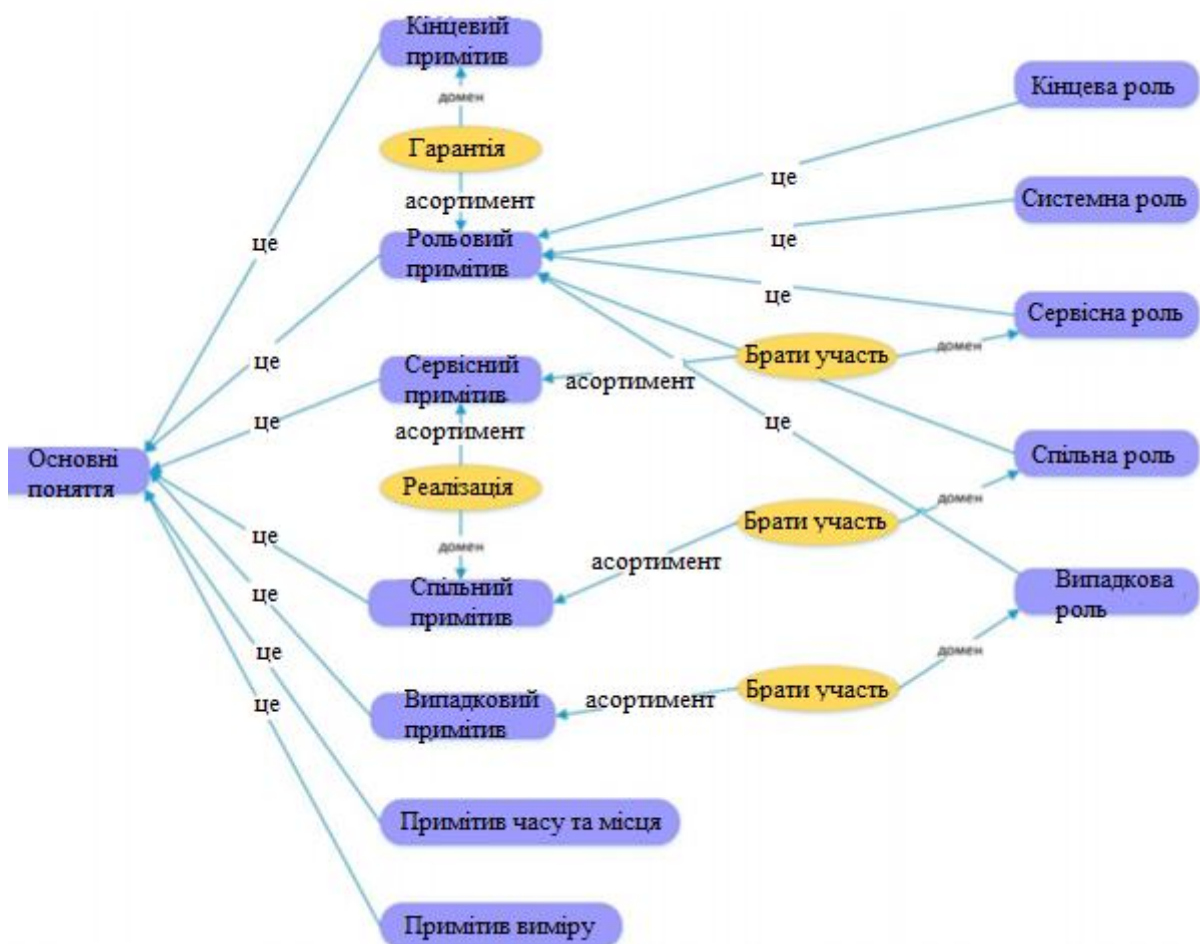 Кінцевий
примітив
домен
Гарантія
асортимент
Рольовий
примітив
Сервісний
примітив
асортимент
Реалізація
домен
Спільний
примітив
Випадковий
примітив
Примітив часу та місця
Примітив виміру
Основні
поняття
це
це
це
це
це
це
це
Кінцева роль
Системна роль
Сервісна роль
Спільна роль
Випадкова
роль
це
це
це
це
Брати участь
домен
асортимент
Брати участь
домен
асортимент
Брати участь
домен
асортимент